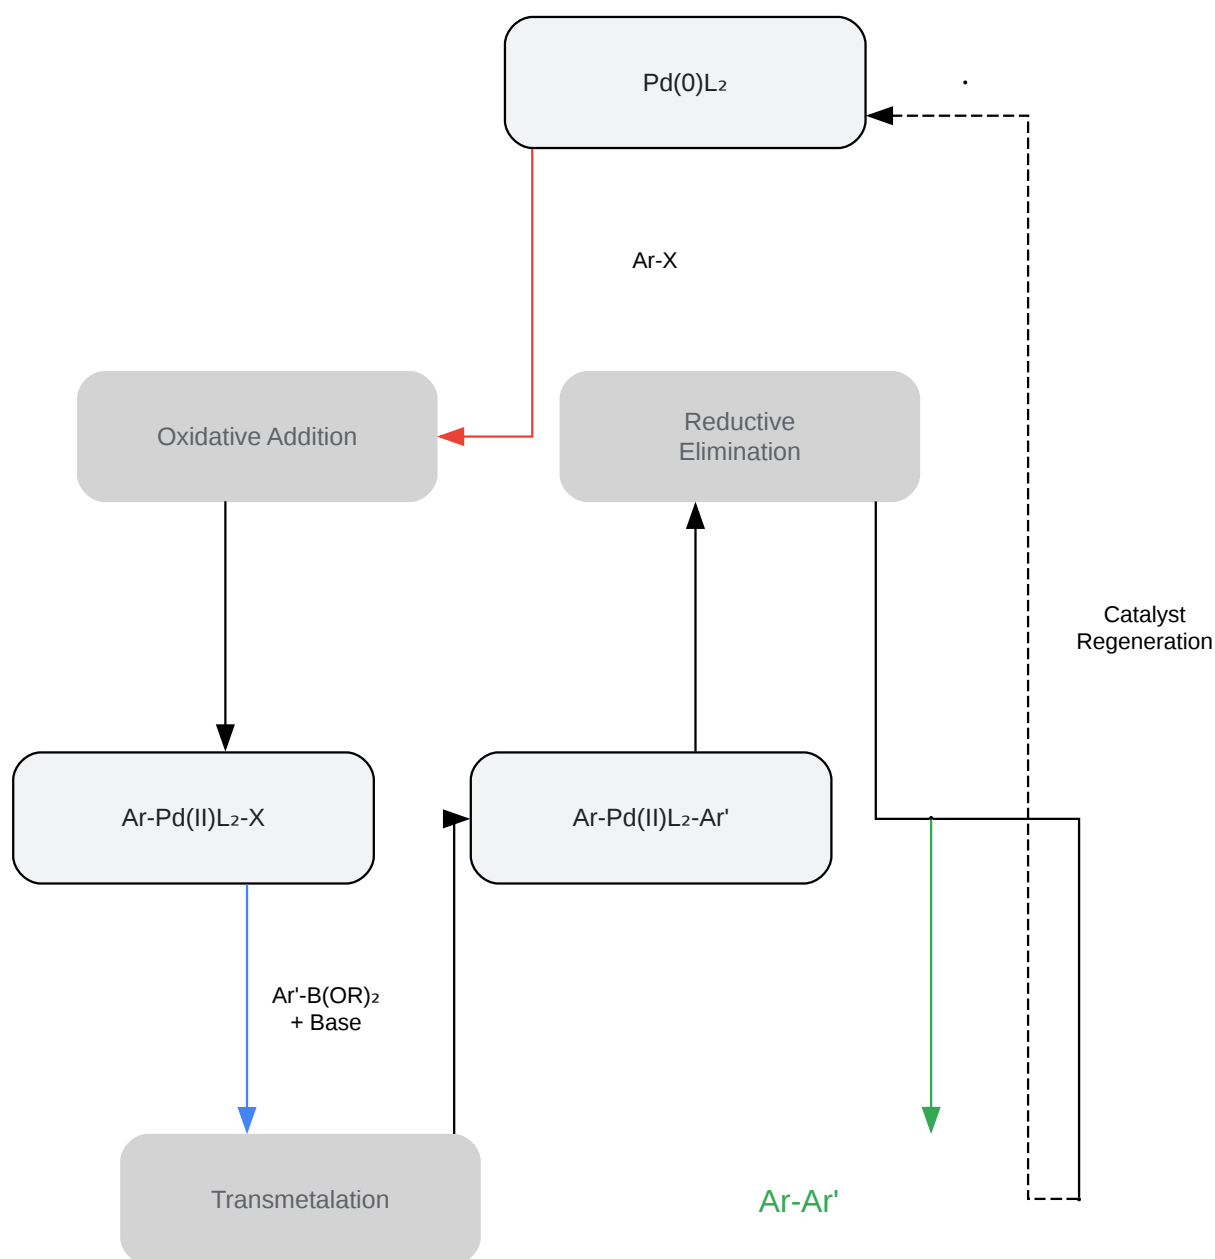 Pd(0)L₂
.
Ar-X
Oxidative Addition
Reductive
Elimination
Catalyst
Regeneration
Ar-Pd(II)L₂-X
Ar-Pd(II)L₂-Ar'
Ar'-B(OR)₂
+ Base
Transmetalation
Ar-Ar'